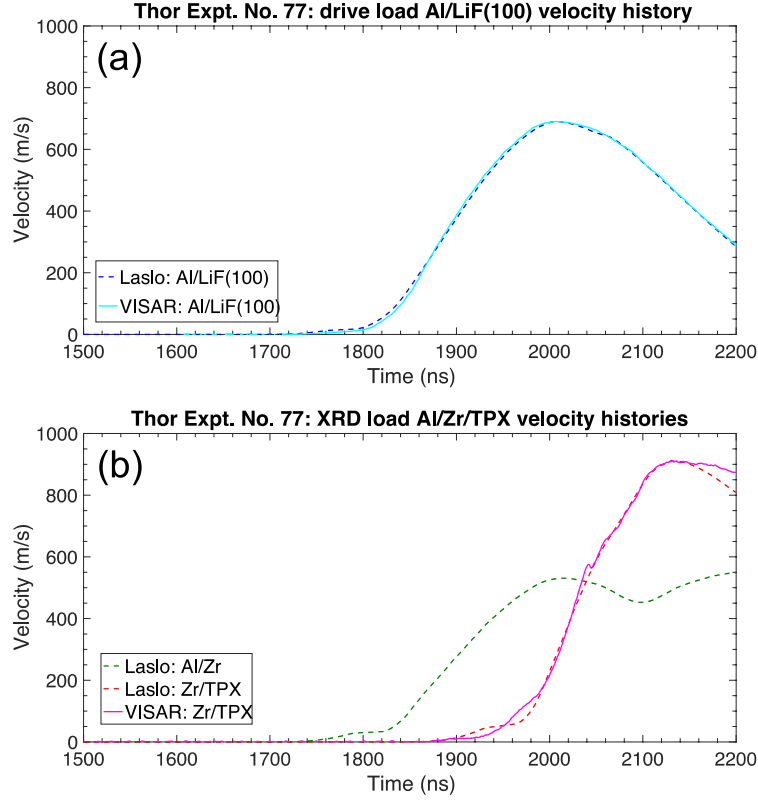 Thor Expt. No. 77: drive load Al/LiF(100) velocity history
(a)
1000
800
600
400
200
0
Velocity (m/s)
Laslo: Al/LiF(100)
VISAR: Al/LiF(100)
1500 1600 1700 1800 1900 2000 2100 2200
Time (ns)
Thor Expt. No. 77: XRD load Al/Zr/TPX velocity histories
(b)
1000
800
600
400
200
0
Velocity (m/s)
Laslo: Al/Zr
Laslo: Zr/TPX
VISAR: Zr/TPX
1500 1600 1700 1800 1900 2000 2100 2200
Time (ns)